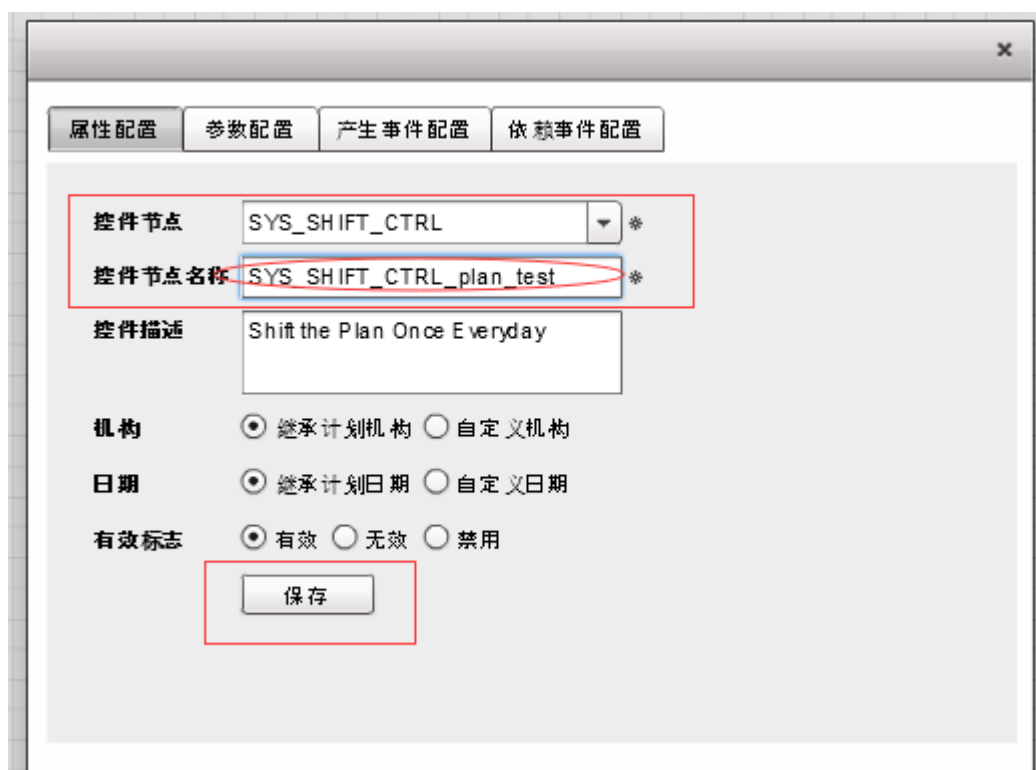 属性配置 参数配置 产生事件配置 依赖事件配置
控件节点 SYS_SHIFT_CTRL *
控件节点名称 SYS_SHIFT_CTRL_plan_test *
控件描述 Shift the Plan Once Everyday
机构 继承计划机构 自定义机构
日期 继承计划日期 自定义日期
有效标志 有效 无效 禁用
保存